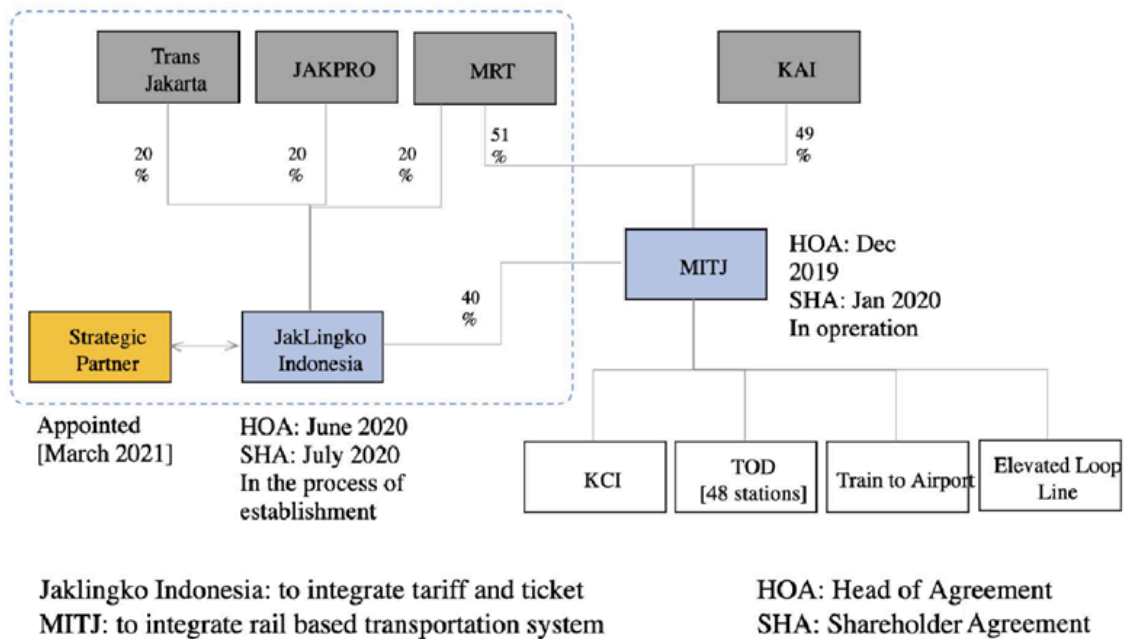 Trans
Jakarta
JAKPRO
MRT
KAI
20
%
20
%
20
%
51
%
49
%
MITJ
HOA: Dec
2019
SHA: Jan 2020
In opreration
40
%
Strategic
Partner
JakLingko
Indonesia
Appointed
[March 2021]
HOA: June 2020
SHA: July 2020
In the process of
establishment
KCI
TOD
[48 stations]
Train to Airport
Elevated Loop
Line
Jaklingko Indonesia: to integrate tariff and ticket
MITJ: to integrate rail based transportation system
HOA: Head of Agreement
SHA: Shareholder Agreement